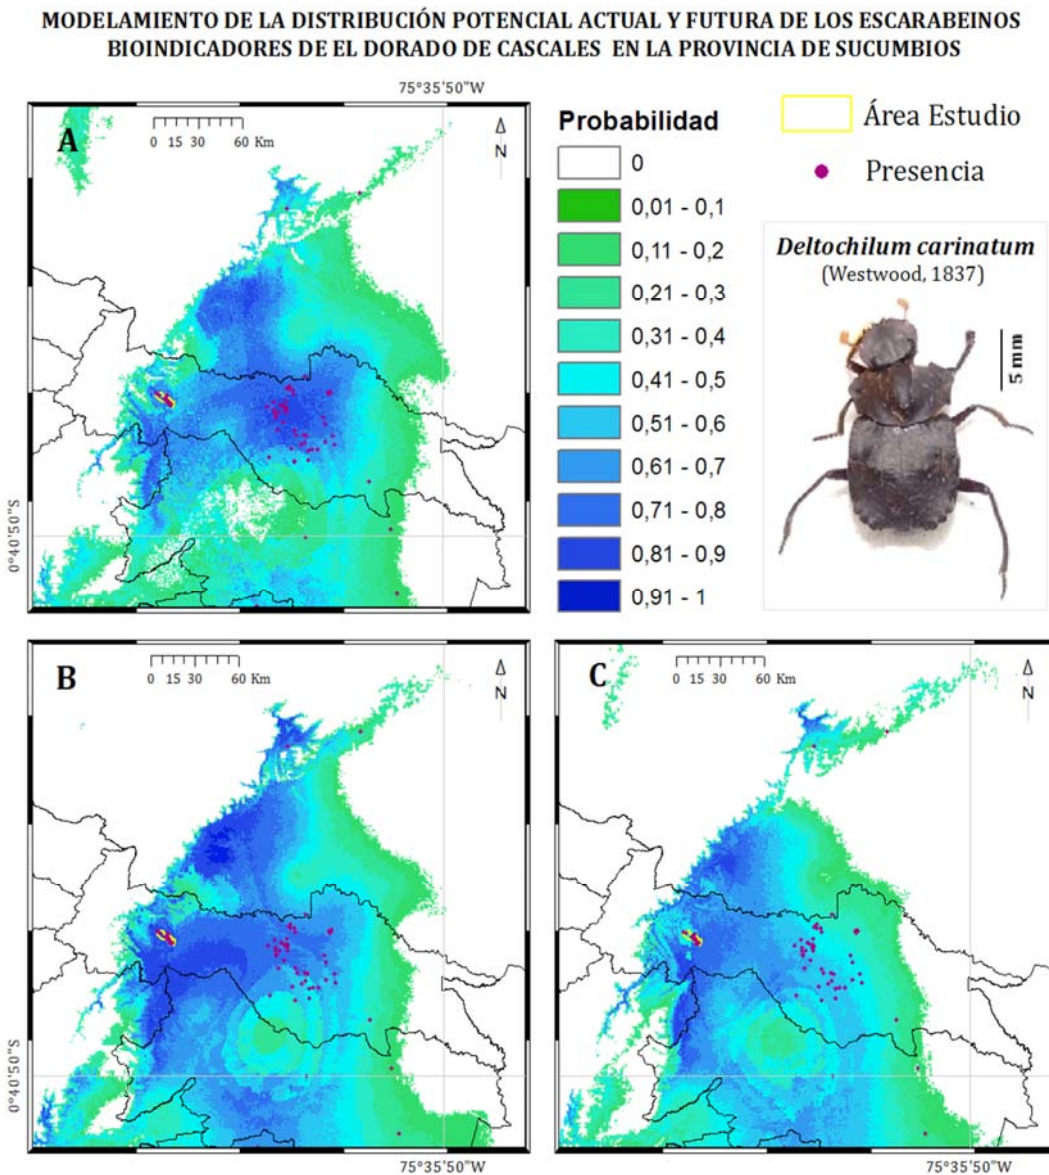 MODELAMIENTO DE LA DISTRIBUCIÓN POTENCIAL ACTUAL Y FUTURA DE LOS ESCARABEINOS
BIOINDICADORES DE EL DORADO DE CASCALES EN LA PROVINCIA DE SUCUMBIOS
75°35'50"W
A
0 15 30 60 Km
N
0°40'50"S
Probabilidad
0
0,01 - 0,1
0,11 - 0,2
0,21 - 0,3
0,31 - 0,4
0,41 - 0,5
0,51 - 0,6
0,61 - 0,7
0,71 - 0,8
0,81 - 0,9
0,91 - 1
Área Estudio
Presencia
Deltochilum carinatum
(Westwood, 1837)
5 mm
B
0 15 30 60 Km
N
0°40'50"S
75°35'50"W
C
0 15 30 60 Km
N
75°35'50"W